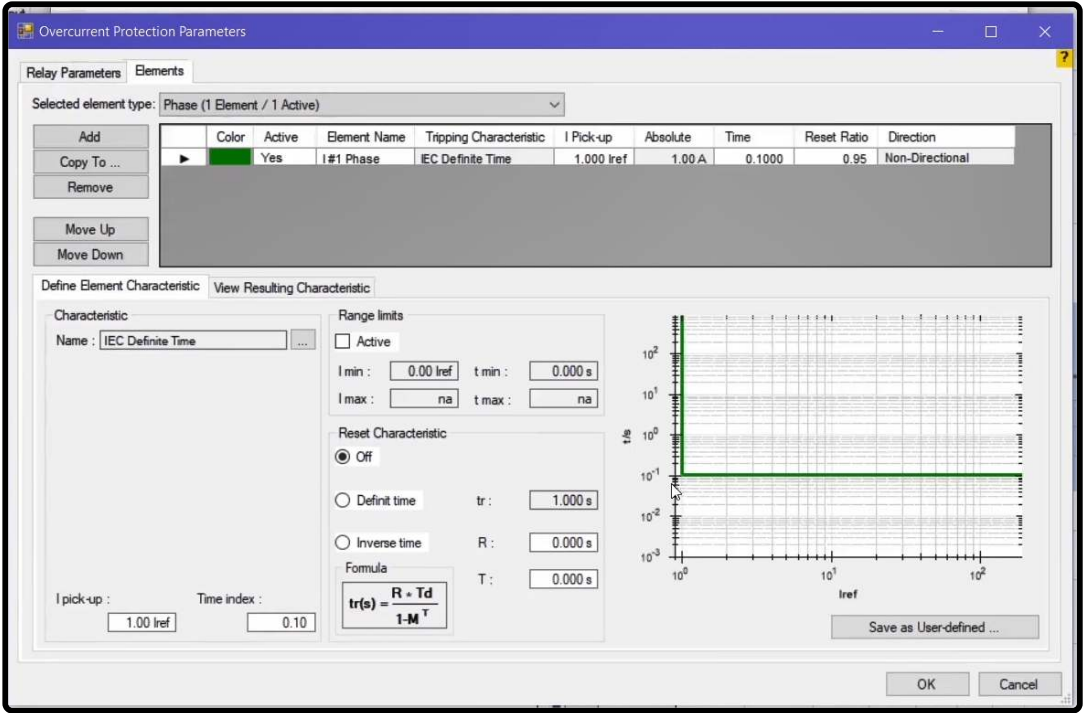 Overcurrent Protection Parameters
?
Relay Parameters Elements
Selected element type: Phase (1 Element / 1 Active)
Add
Copy To ...
Remove
Move Up
Move Down
Color Active Element Name Tripping Characteristic I Pick-up Absolute Time Reset Ratio Direction
Yes I #1 Phase IEC Definite Time 1.000 Iref 1.00 A 0.1000 0.95 Non-Directional
Define Element Characteristic View Resulting Characteristic
Characteristic
Name : IEC Definite Time ...
I pick-up : Time index :
1.00 Iref 0.10
Range limits
Active
I min : 0.00 Iref t min : 0.000 s
I max : na t max : na
Reset Characteristic
Off
Definit time tr : 1.000 s
Inverse time R : 0.000 s
Formula
T : 0.000 s
tr(s) = R * Td / 1-M^T
t/s
10^2
10^1
10^0
10^-1
10^-2
10^-3
10^0 10^1 10^2
Iref
Save as User-defined ...
OK Cancel